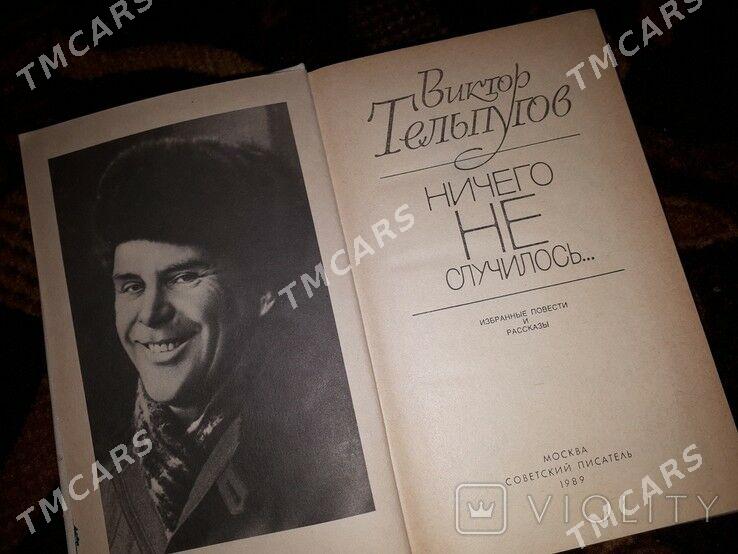 Виктор
Тельпугов
НИЧЕГО
НЕ
СЛУЧИЛОСЬ...
ИЗБРАННЫЕ ПОВЕСТИ
И
РАССКАЗЫ
МОСКВА
СОВЕТСКИЙ ПИСАТЕЛЬ
1989
TMCARS
TMCARS
TMCARS
TMCARS
TMCARS
TMCARS
TMCARS
VIOLITY